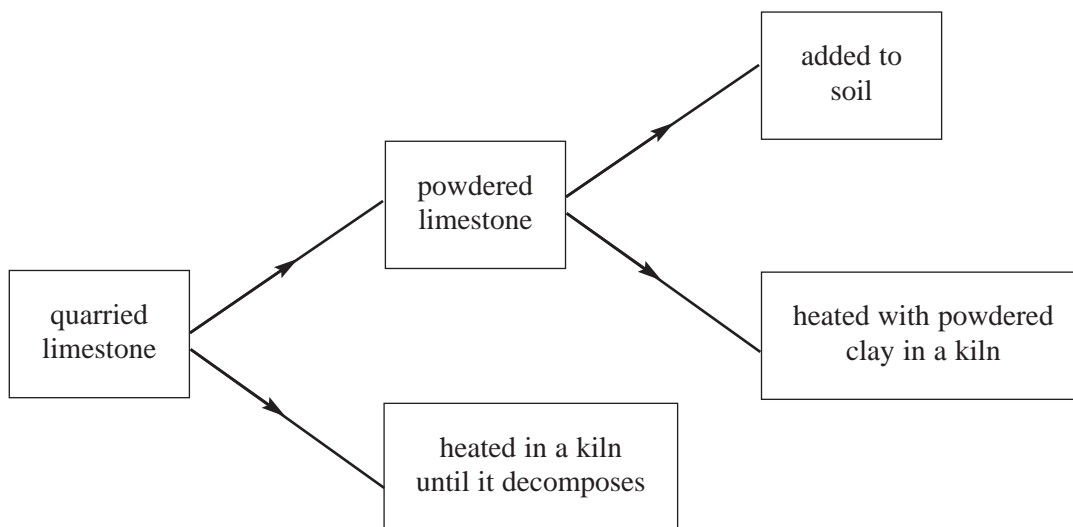 added to
soil
powdered
limestone
quarried
limestone
heated with powdered
clay in a kiln
heated in a kiln
until it decomposes